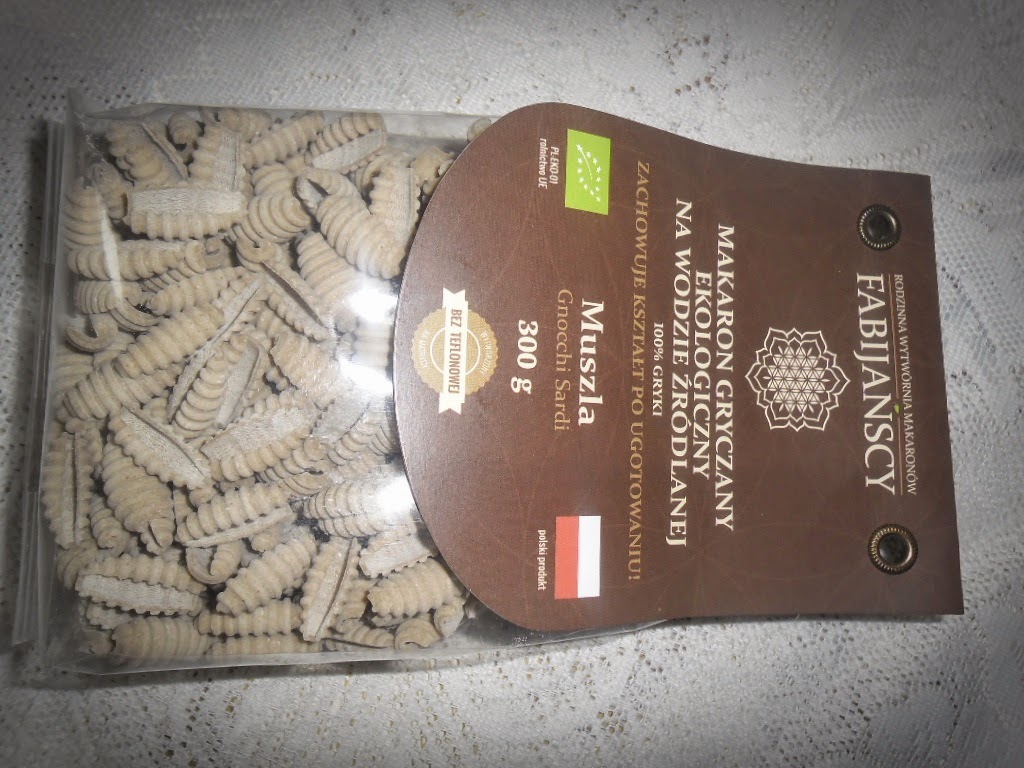 RODZINNA WYTWÓRNIA MAKARONÓW
FABIJAŃSCY
MAKARON GRYCZANY
EKOLOGICZNY
NA WODZIE ŹRÓDLANEJ
100% GRYKI
ZACHOWUJE KSZTAŁT PO UGOTOWANIU!
PL-EKO-01
rolnictwo UE
Muszla
Gnocchi Sardi
300 g
BEZ TEFLONOWEJ
polski produkt